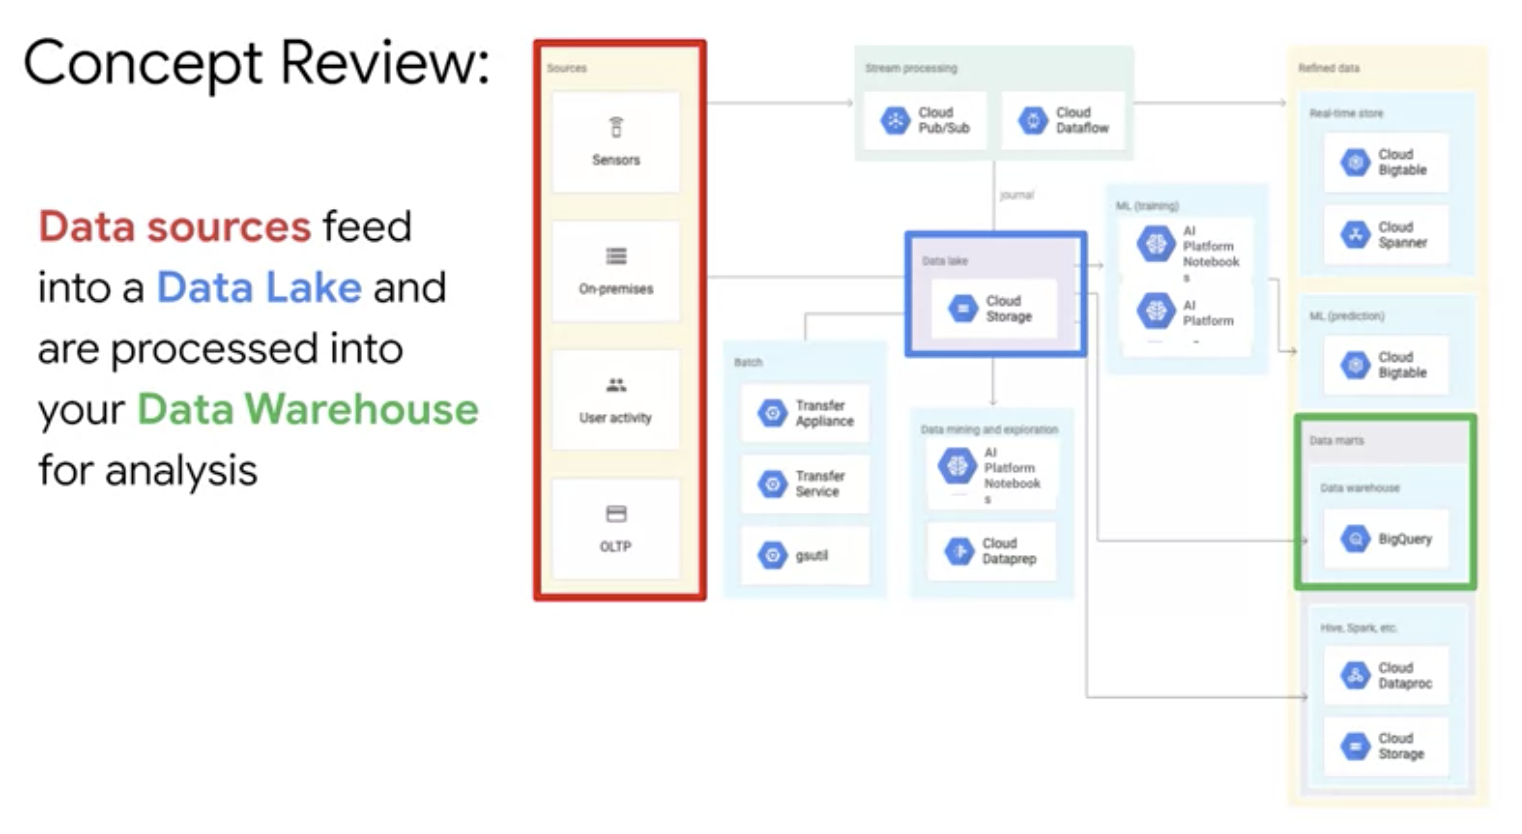 Concept Review:
Data sources feed
into a Data Lake and
are processed into
your Data Warehouse
for analysis
Sources
Sensors
On-premises
User activity
OLTP
Stream processing
Cloud
Pub/Sub
Cloud
Dataflow
journal
Data lake
Cloud
Storage
Batch
Transfer
Appliance
Transfer
Service
gsutil
Data mining and exploration
AI
Platform
Notebook
s
Cloud
Dataprep
ML (training)
AI
Platform
Notebook
s
AI
Platform
Refined data
Real-time store
Cloud
Bigtable
Cloud
Spanner
ML (prediction)
Cloud
Bigtable
Data marts
Data warehouse
BigQuery
Hive, Spark, etc.
Cloud
Dataproc
Cloud
Storage